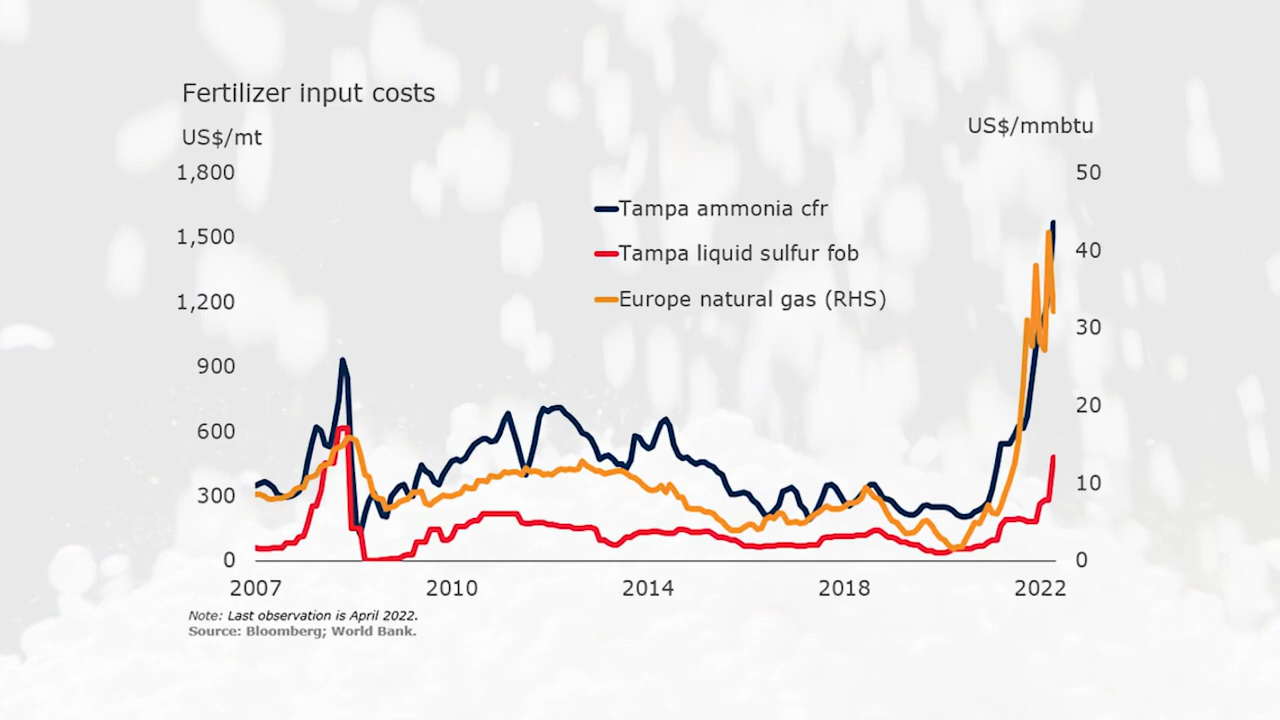 Fertilizer input costs
US$/mt
US$/mmbtu
1,800
50
Tampa ammonia cfr
1,500
40
Tampa liquid sulfur fob
1,200
Europe natural gas (RHS)
30
900
20
600
10
300
0
0
2007 2010 2014 2018 2022
Note: Last observation is April 2022.
Source: Bloomberg; World Bank.